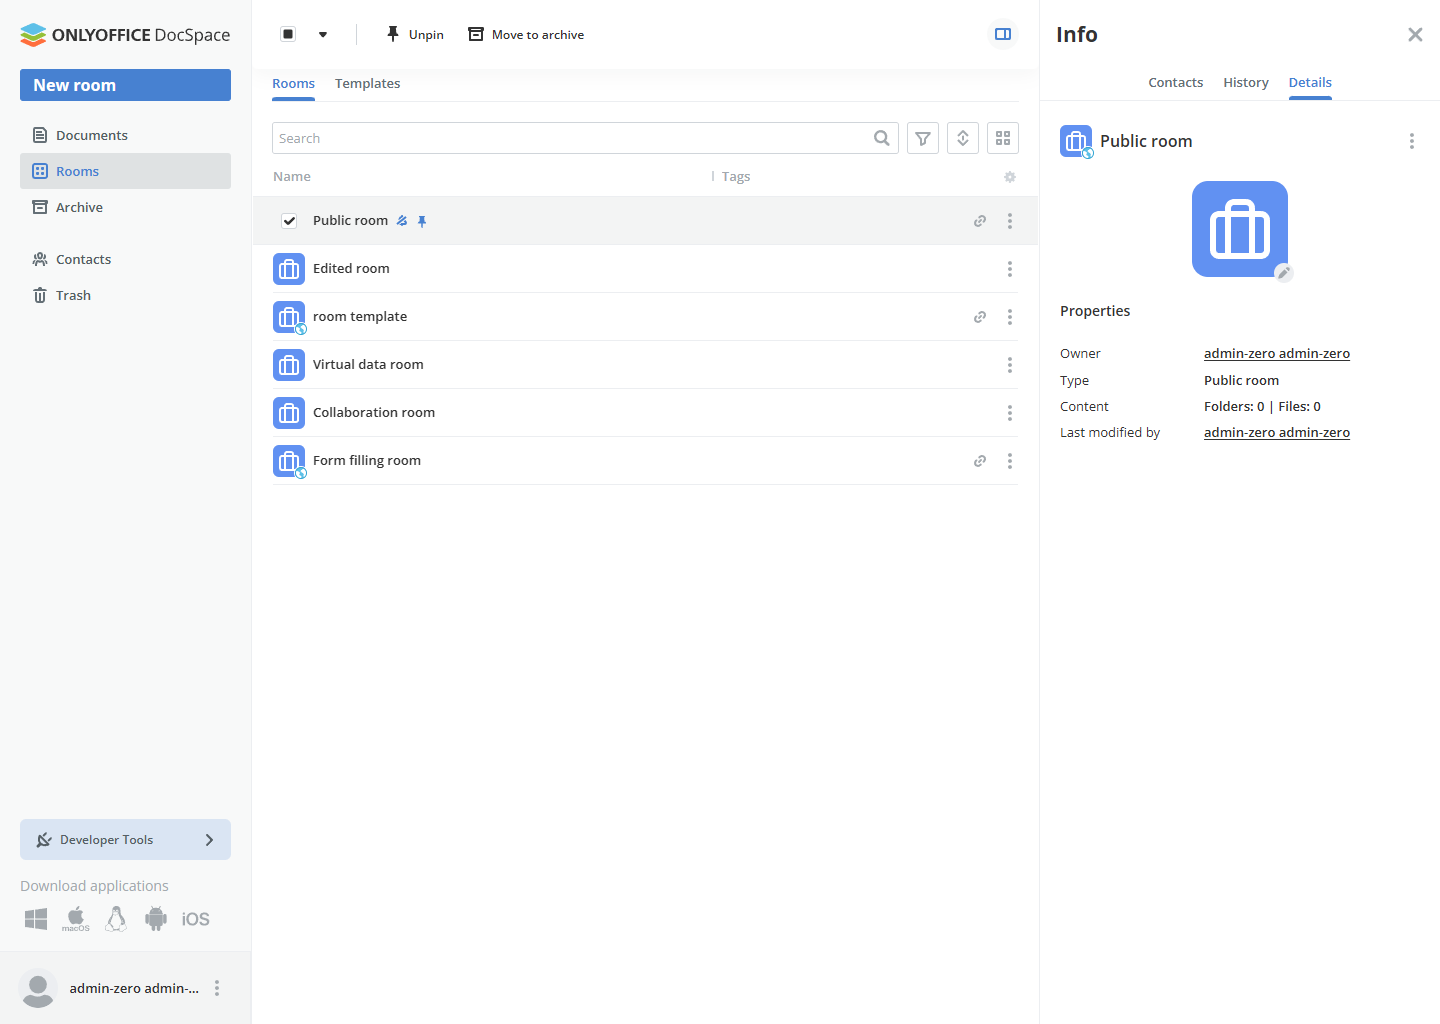 ONLYOFFICE DocSpace
New room
Documents
Rooms
Archive
Contacts
Trash
Developer Tools
Download applications
macOS
iOS
admin-zero admin-...
Unpin
Move to archive
Rooms
Templates
Search
Name
Tags
Public room
Edited room
room template
Virtual data room
Collaboration room
Form filling room
Info
Contacts
History
Details
Public room
Properties
Owner admin-zero admin-zero
Type Public room
Content Folders: 0 | Files: 0
Last modified by admin-zero admin-zero